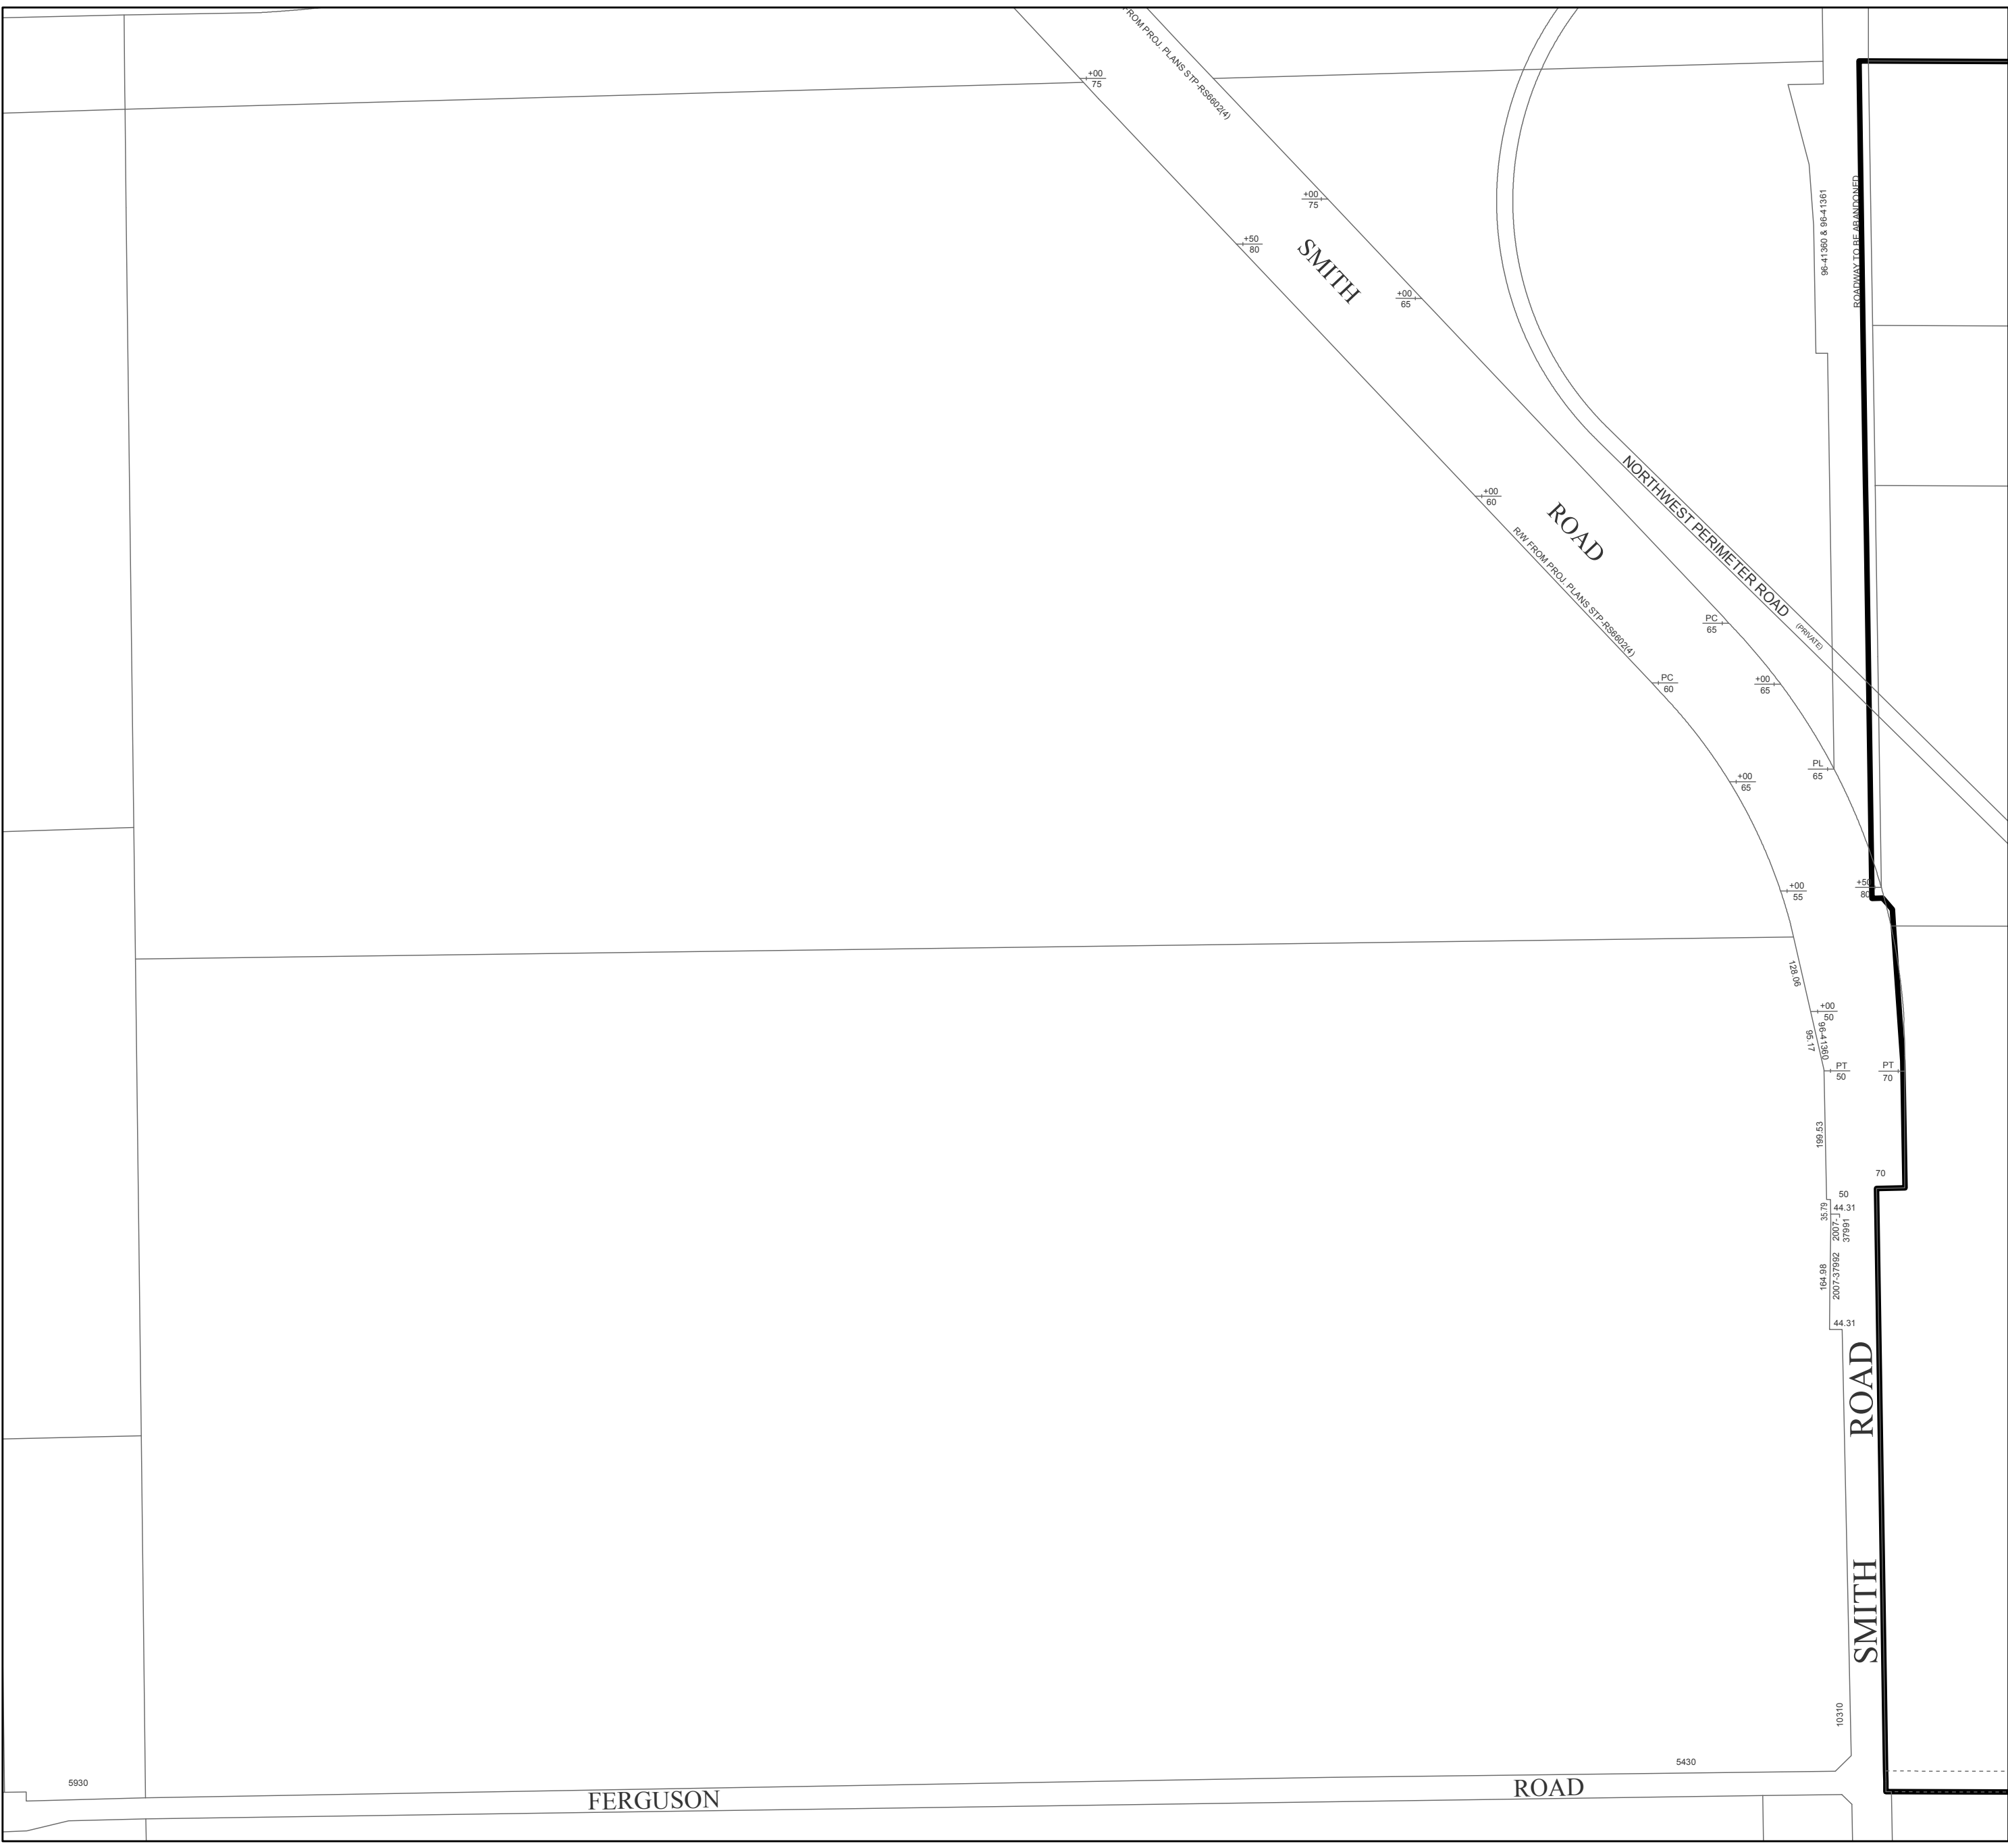 FROM PROJ. PLANS STP-RS6602(4)
+00
75
+00
75
+50
80
SMITH
+00
65
96-41360 & 96-41361
ROADWAY TO BE ABANDONED
+00
60
ROAD
R/W FROM PROJ. PLANS STP-RS6602(4)
NORTHWEST PERIMETER ROAD
(PRIVATE)
PC
65
PC
60
+00
65
PL
65
+00
65
+00
55
+50
80
128.06
+00
50
95.17
96-41360
PT
50
PT
70
199.53
70
50
35.79
44.31
2007-
37991
164.98
2007-37992
44.31
ROAD
SMITH
10310
5430
5930
FERGUSON
ROAD